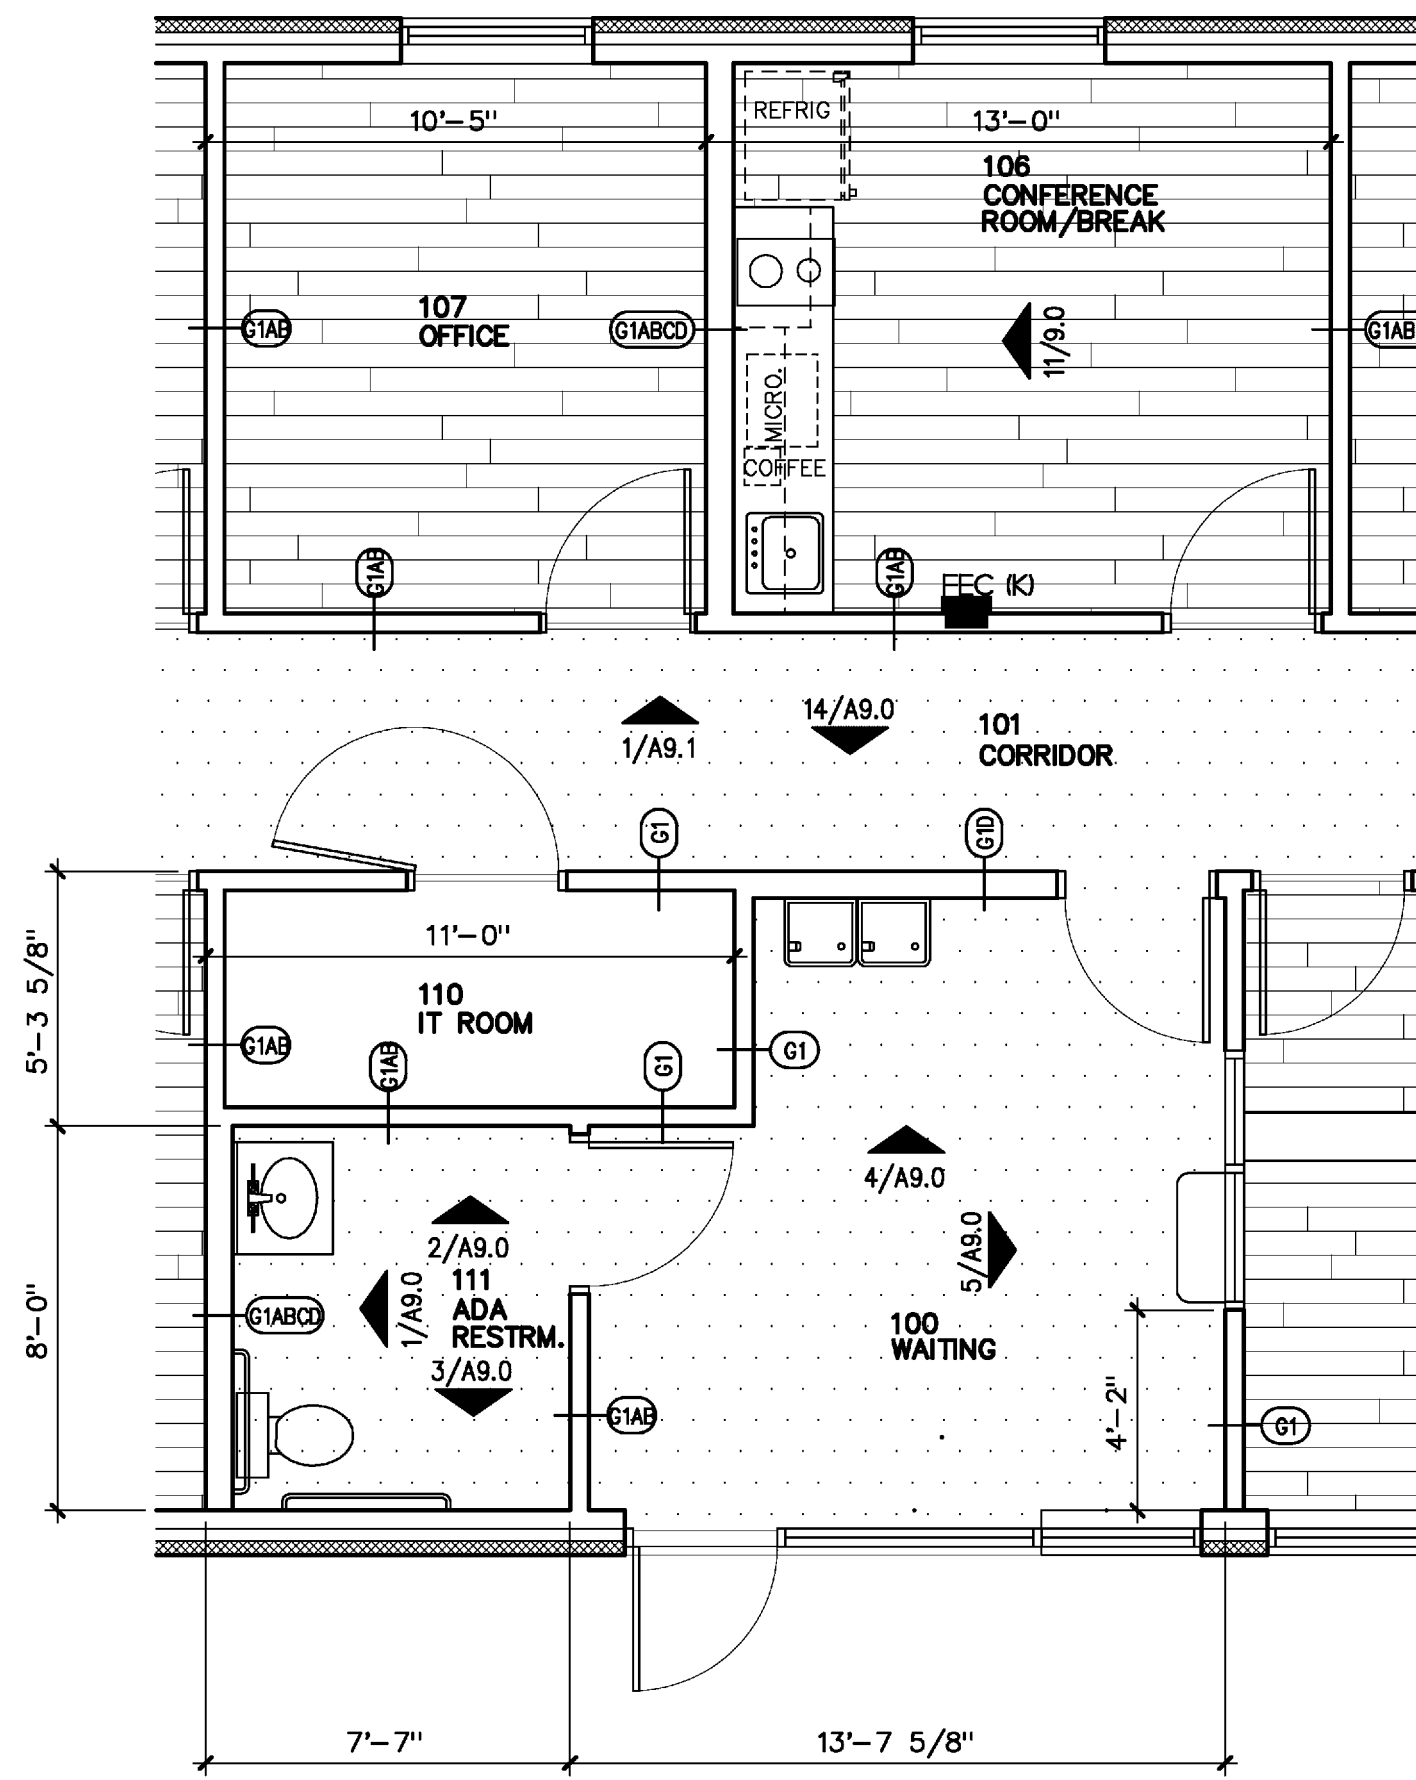 REFRIG
10'-5"
13'-0"
106
CONFERENCE
ROOM/BREAK
107
OFFICE
G1AB
G1ABCD
11/9.0
G1AB
MICRO.
COFFEE
G1AB
G1AB
FEC (K)
1/A9.1
14/A9.0
101
CORRIDOR
G1
G1D
11'-0"
5'-3 5/8"
110
IT ROOM
G1AB
G1AB
G1
G1
4/A9.0
2/A9.0
5/A9.0
1/A9.0
111
ADA
RESTRM.
8'-0"
G1ABCD
100
WAITING
3/A9.0
4'-2"
G1AB
G1
7'-7"
13'-7 5/8"